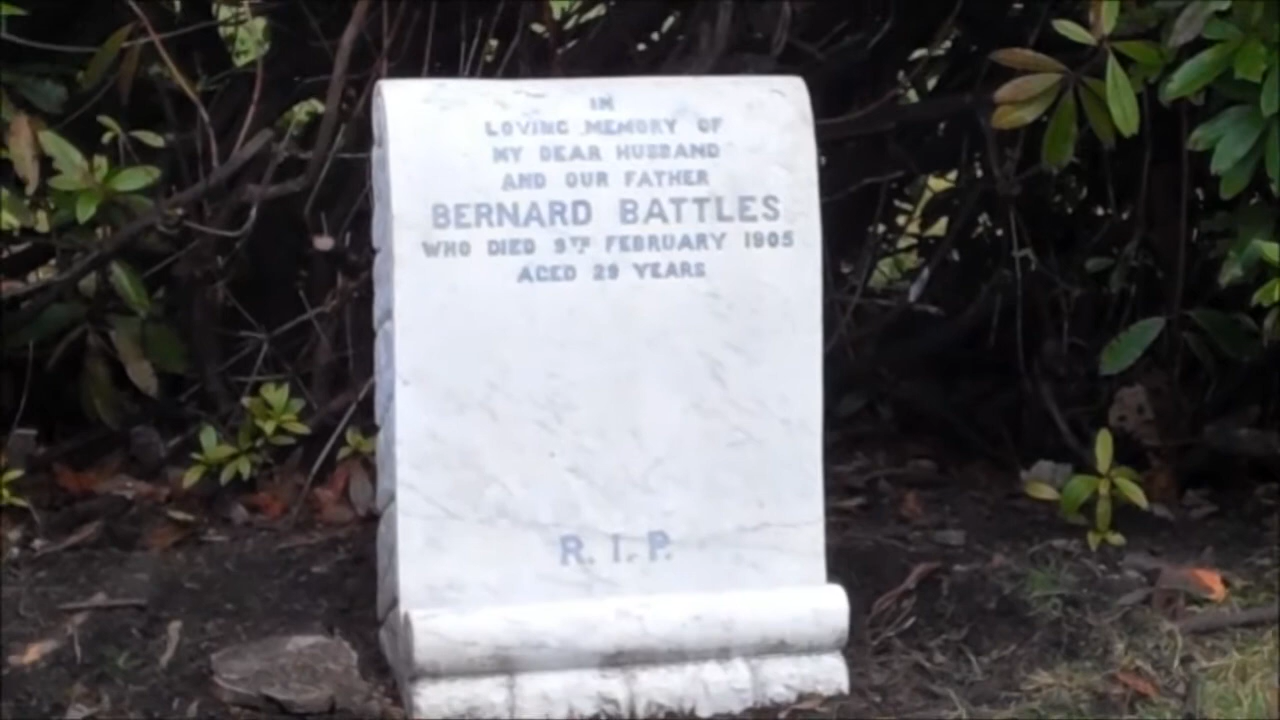 IN
LOVING MEMORY OF
MY DEAR HUSBAND
AND OUR FATHER
BERNARD BATTLES
WHO DIED 9TH FEBRUARY 1905
AGED 29 YEARS
R. I. P.